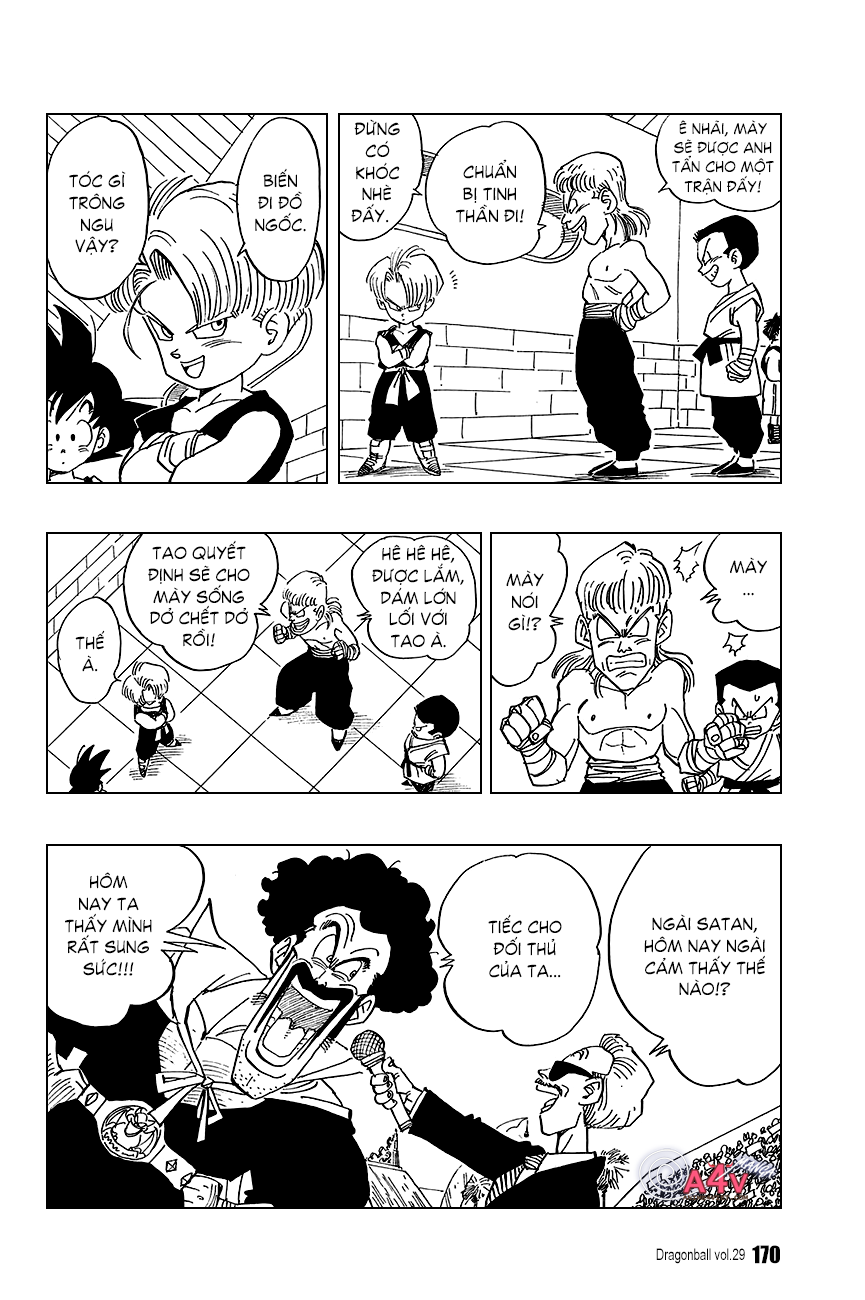 Ê NHÃI, MÀY
SẼ ĐƯỢC ANH
TẨN CHO MỘT
TRẬN ĐẤY!
CHUẨN
BỊ TINH
THẦN ĐI!
ĐỪNG
CÓ
KHÓC
NHÈ
ĐẤY.
BIẾN
ĐI ĐỒ
NGỐC.
TÓC GÌ
TRÔNG
NGU
VẬY?
MÀY
...
MÀY
NÓI
GÌ!?
HÊ HÊ HÊ,
ĐƯỢC LẮM,
DÁM LỚN
LỐI VỚI
TAO À.
TAO QUYẾT
ĐỊNH SẼ CHO
MÀY SỐNG
DỞ CHẾT DỞ
RỒI!
THẾ
À.
NGÀI SATAN,
HÔM NAY NGÀI
CẢM THẤY THẾ
NÀO!?
TIẾC CHO
ĐỐI THỦ
CỦA TA...
HÔM
NAY TA
THẤY MÌNH
RẤT SUNG
SỨC!!!
A4v
Dragonball vol.29 170